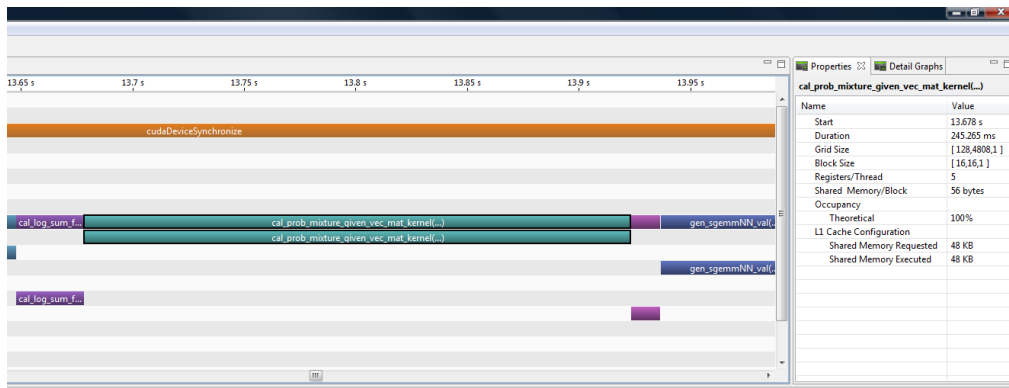 13.65 s 13.7 s 13.75 s 13.8 s 13.85 s 13.9 s 13.95 s
cudaDeviceSynchronize
cal_log_sum_f... cal_prob_mixture_given_vec_mat_kernel(...) gen_sgemmNN_val(..
cal_prob_mixture_given_vec_mat_kernel(...)
gen_sgemmNN_val(..
cal_log_sum_f...
Properties Detail Graphs
cal_prob_mixture_given_vec_mat_kernel(...)
Name Value
Start 13.678 s
Duration 245.265 ms
Grid Size [ 128,4808,1 ]
Block Size [ 16,16,1 ]
Registers/Thread 5
Shared Memory/Block 56 bytes
Occupancy
Theoretical 100%
L1 Cache Configuration
Shared Memory Requested 48 KB
Shared Memory Executed 48 KB